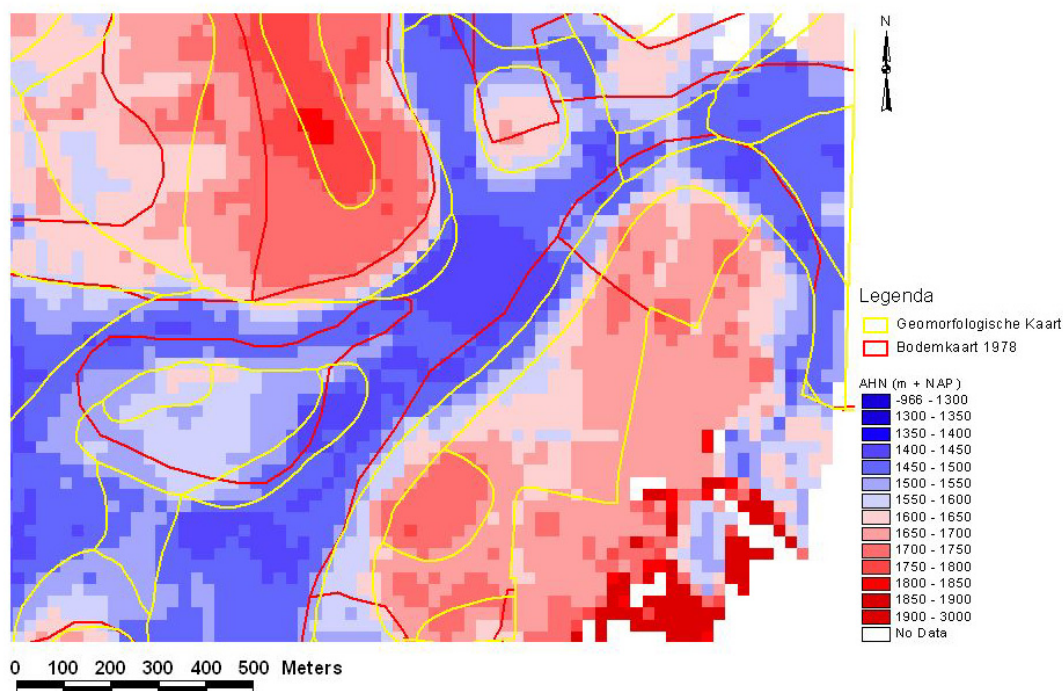 N
Legenda
Geomorfologische Kaart
Bodemkaart 1978
AHN (m + NAP)
-966 - 1300
1300 - 1350
1350 - 1400
1400 - 1450
1450 - 1500
1500 - 1550
1550 - 1600
1600 - 1650
1650 - 1700
1700 - 1750
1750 - 1800
1800 - 1850
1850 - 1900
1900 - 3000
No Data
0 100 200 300 400 500 Meters